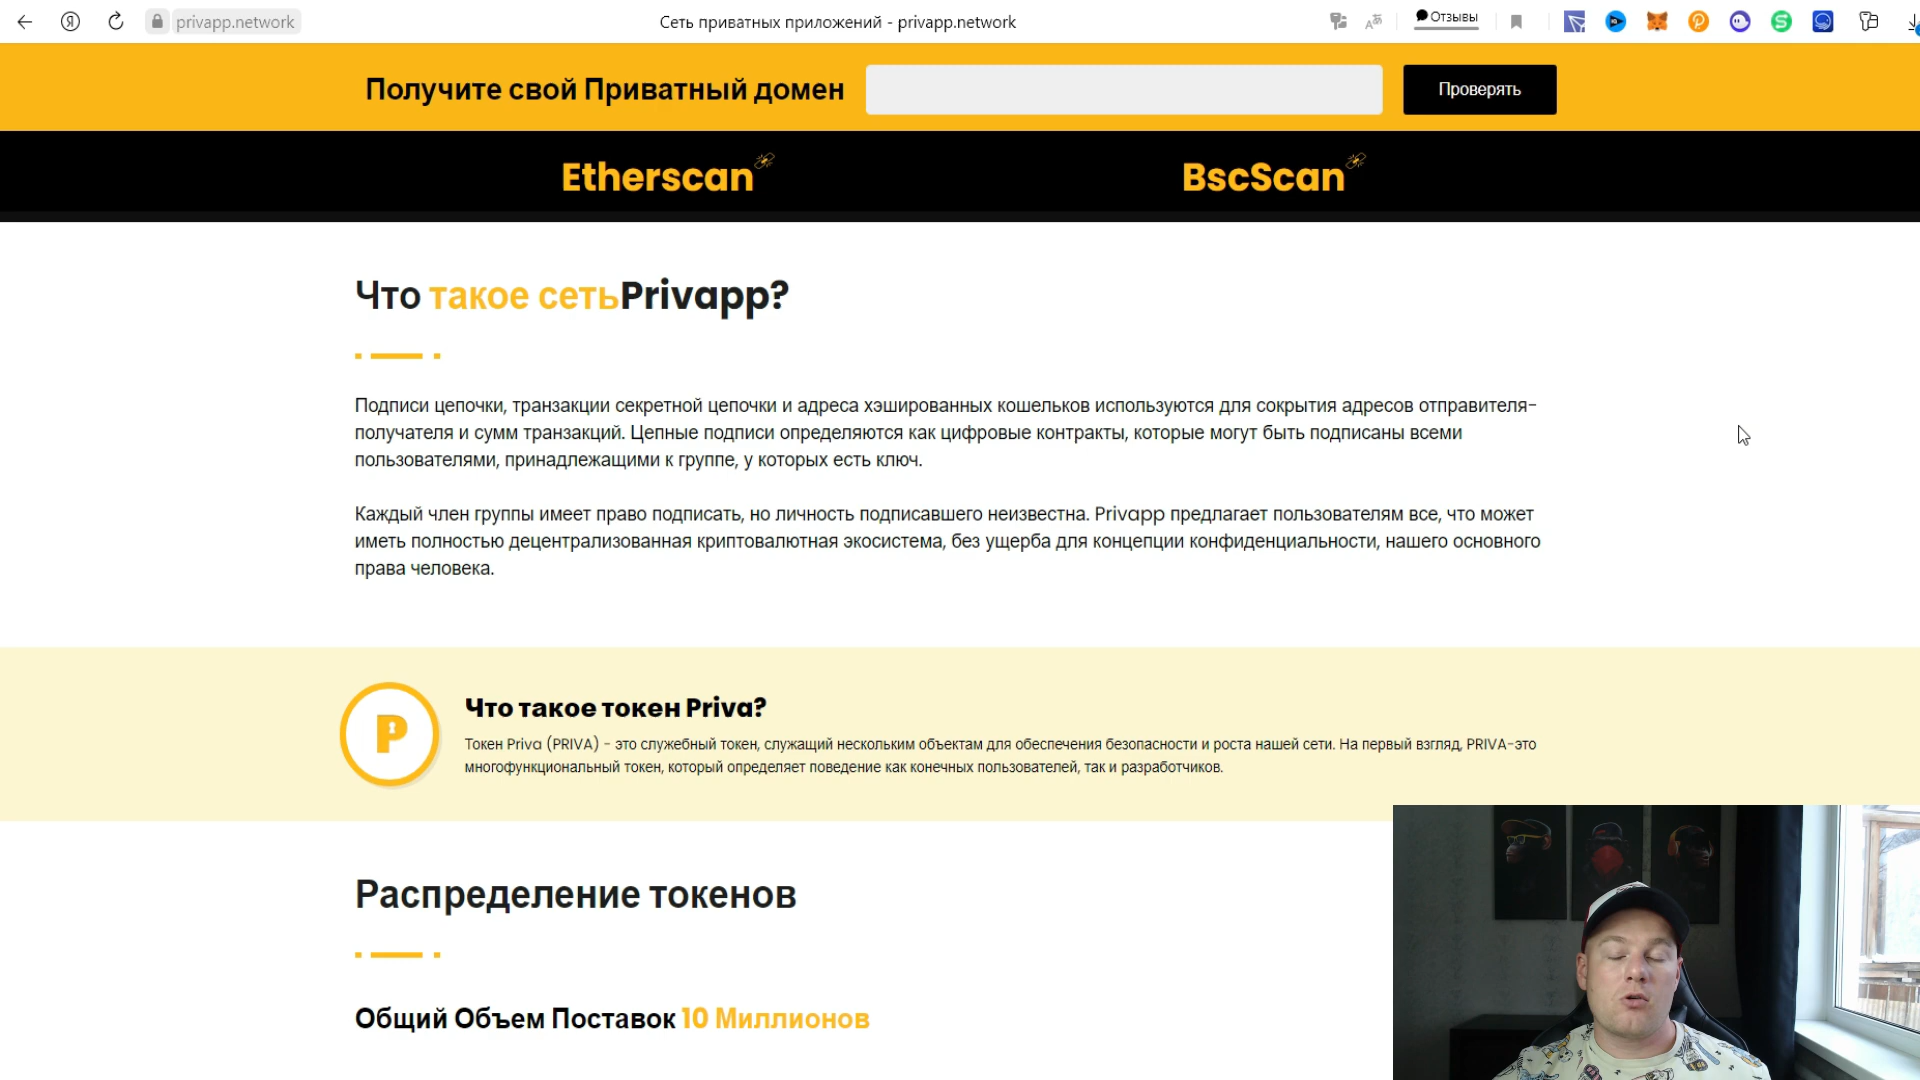 privapp.network
Сеть приватных приложений - privapp.network
Отзывы
Получите свой Приватный домен
Проверять
Etherscan
BscScan
Что такое сетьPrivapp?
Подписи цепочки, транзакции секретной цепочки и адреса хэшированных кошельков используются для сокрытия адресов отправителя-
получателя и сумм транзакций. Цепные подписи определяются как цифровые контракты, которые могут быть подписаны всеми
пользователями, принадлежащими к группе, у которых есть ключ.
Каждый член группы имеет право подписать, но личность подписавшего неизвестна. Privapp предлагает пользователям все, что может
иметь полностью децентрализованная криптовалютная экосистема, без ущерба для концепции конфиденциальности, нашего основного
права человека.
P
Что такое токен Priva?
Токен Priva (PRIVA) - это служебный токен, служащий нескольким объектам для обеспечения безопасности и роста нашей сети. На первый взгляд, PRIVA-это
многофункциональный токен, который определяет поведение как конечных пользователей, так и разработчиков.
Распределение токенов
Общий Объем Поставок 10 Миллионов